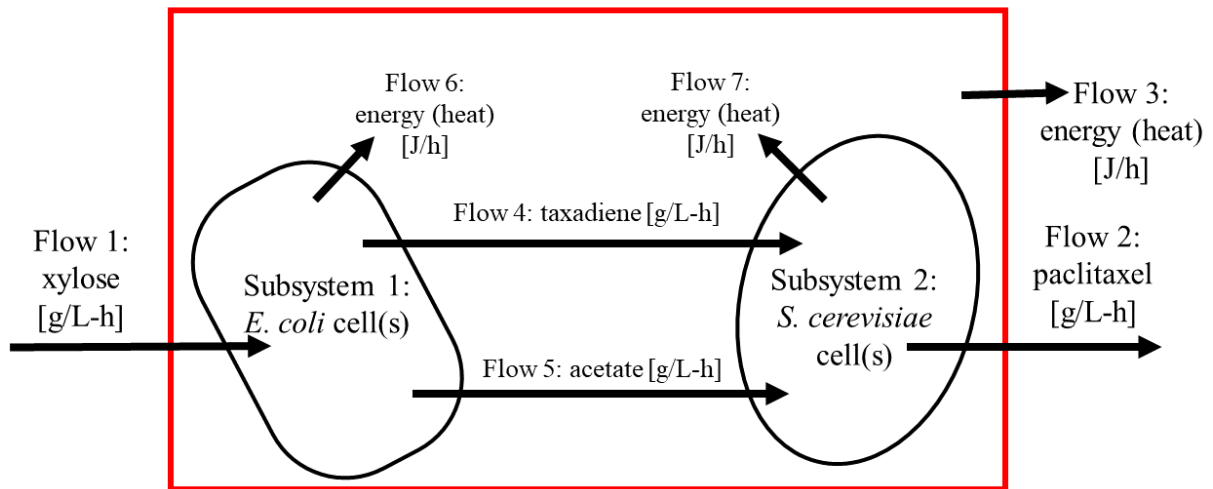 Flow 6:
energy (heat)
[J/h]
Flow 7:
energy (heat)
[J/h]
Flow 3:
energy (heat)
[J/h]
Flow 4: taxadiene [g/L-h]
Flow 1:
xylose
[g/L-h]
Subsystem 1:
E. coli cell(s)
Subsystem 2:
S. cerevisiae
cell(s)
Flow 2:
paclitaxel
[g/L-h]
Flow 5: acetate [g/L-h]